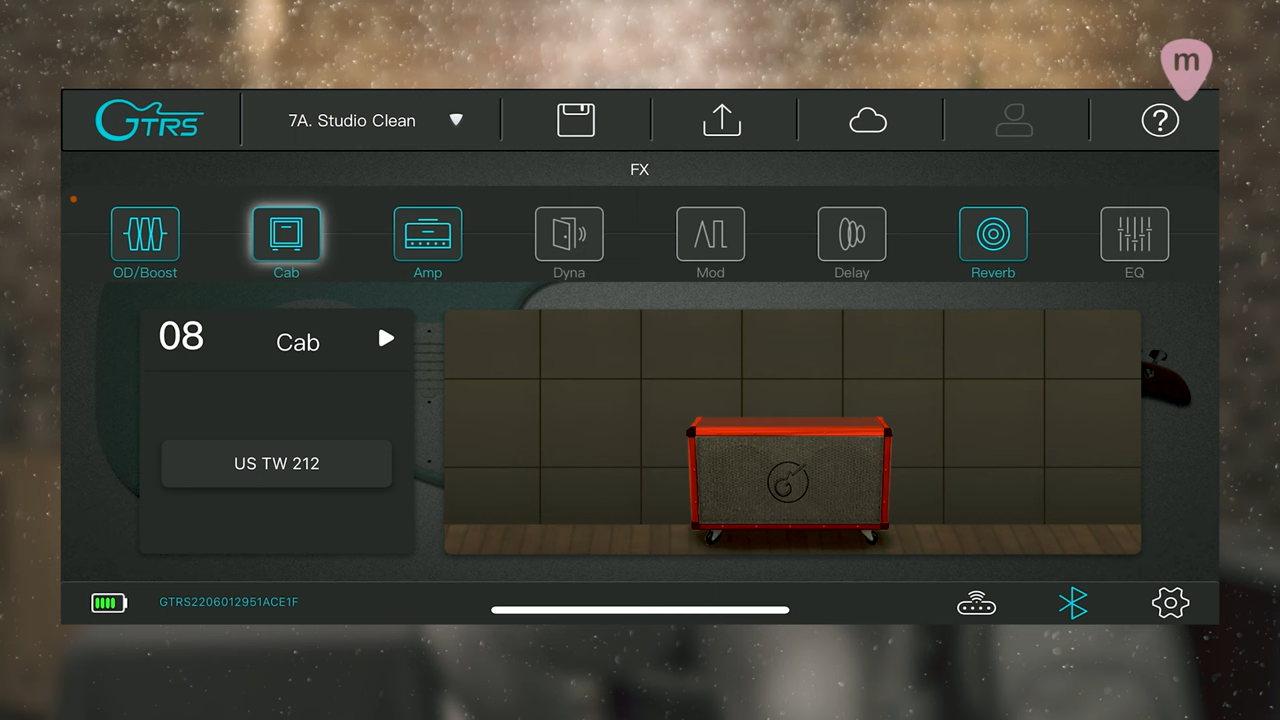 m
GTRS
7A. Studio Clean
?
FX
OD/Boost
Cab
Amp
Dyna
Mod
Delay
Reverb
EQ
08
Cab
US TW 212
GTRS2206012951ACE1F